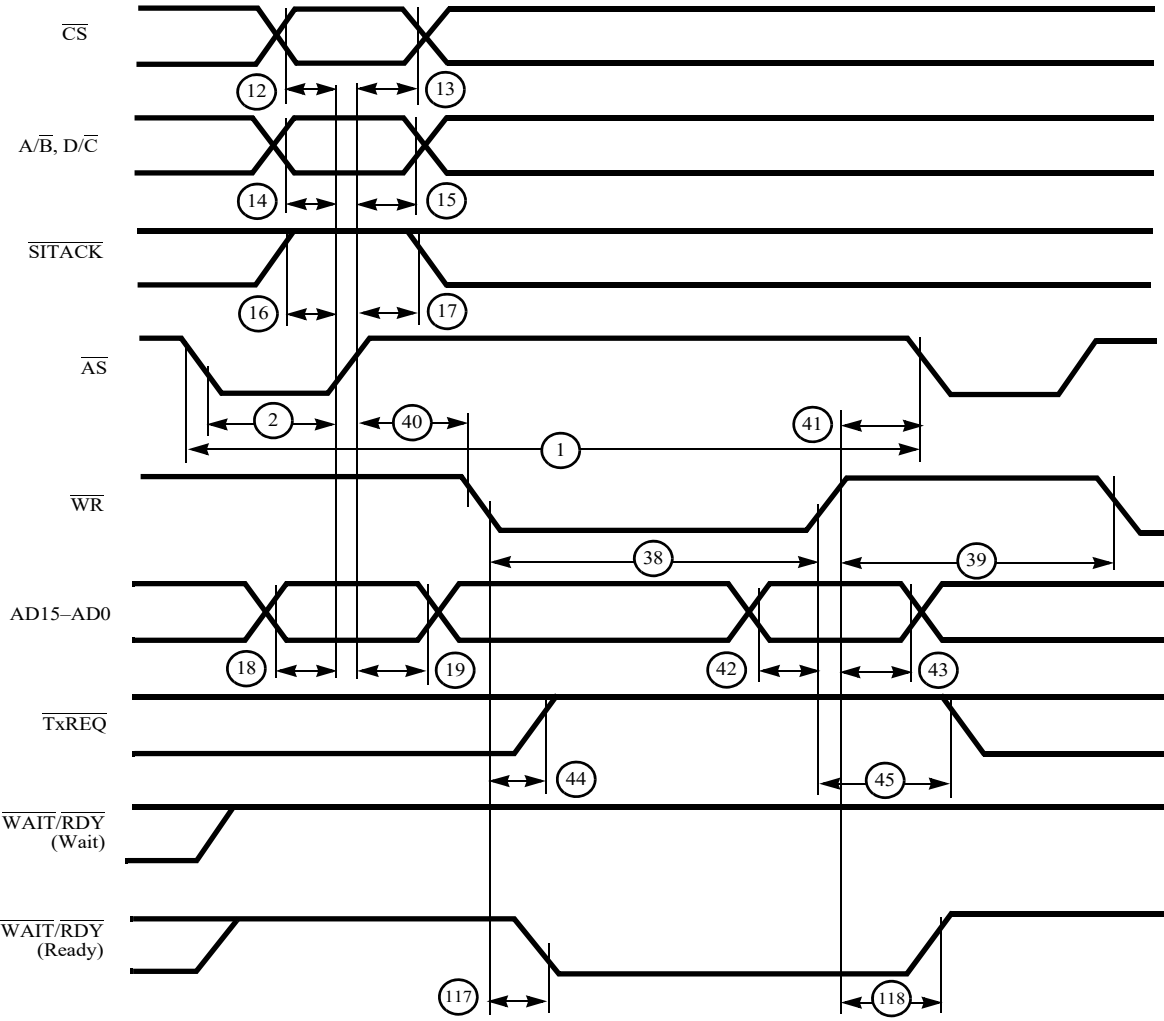 CS
12
13
A/B, D/C
14
15
SITACK
16
17
AS
2
40
41
1
WR
38
39
AD15–AD0
18
19
42
43
TxREQ
44
45
WAIT/RDY
(Wait)
WAIT/RDY
(Ready)
117
118